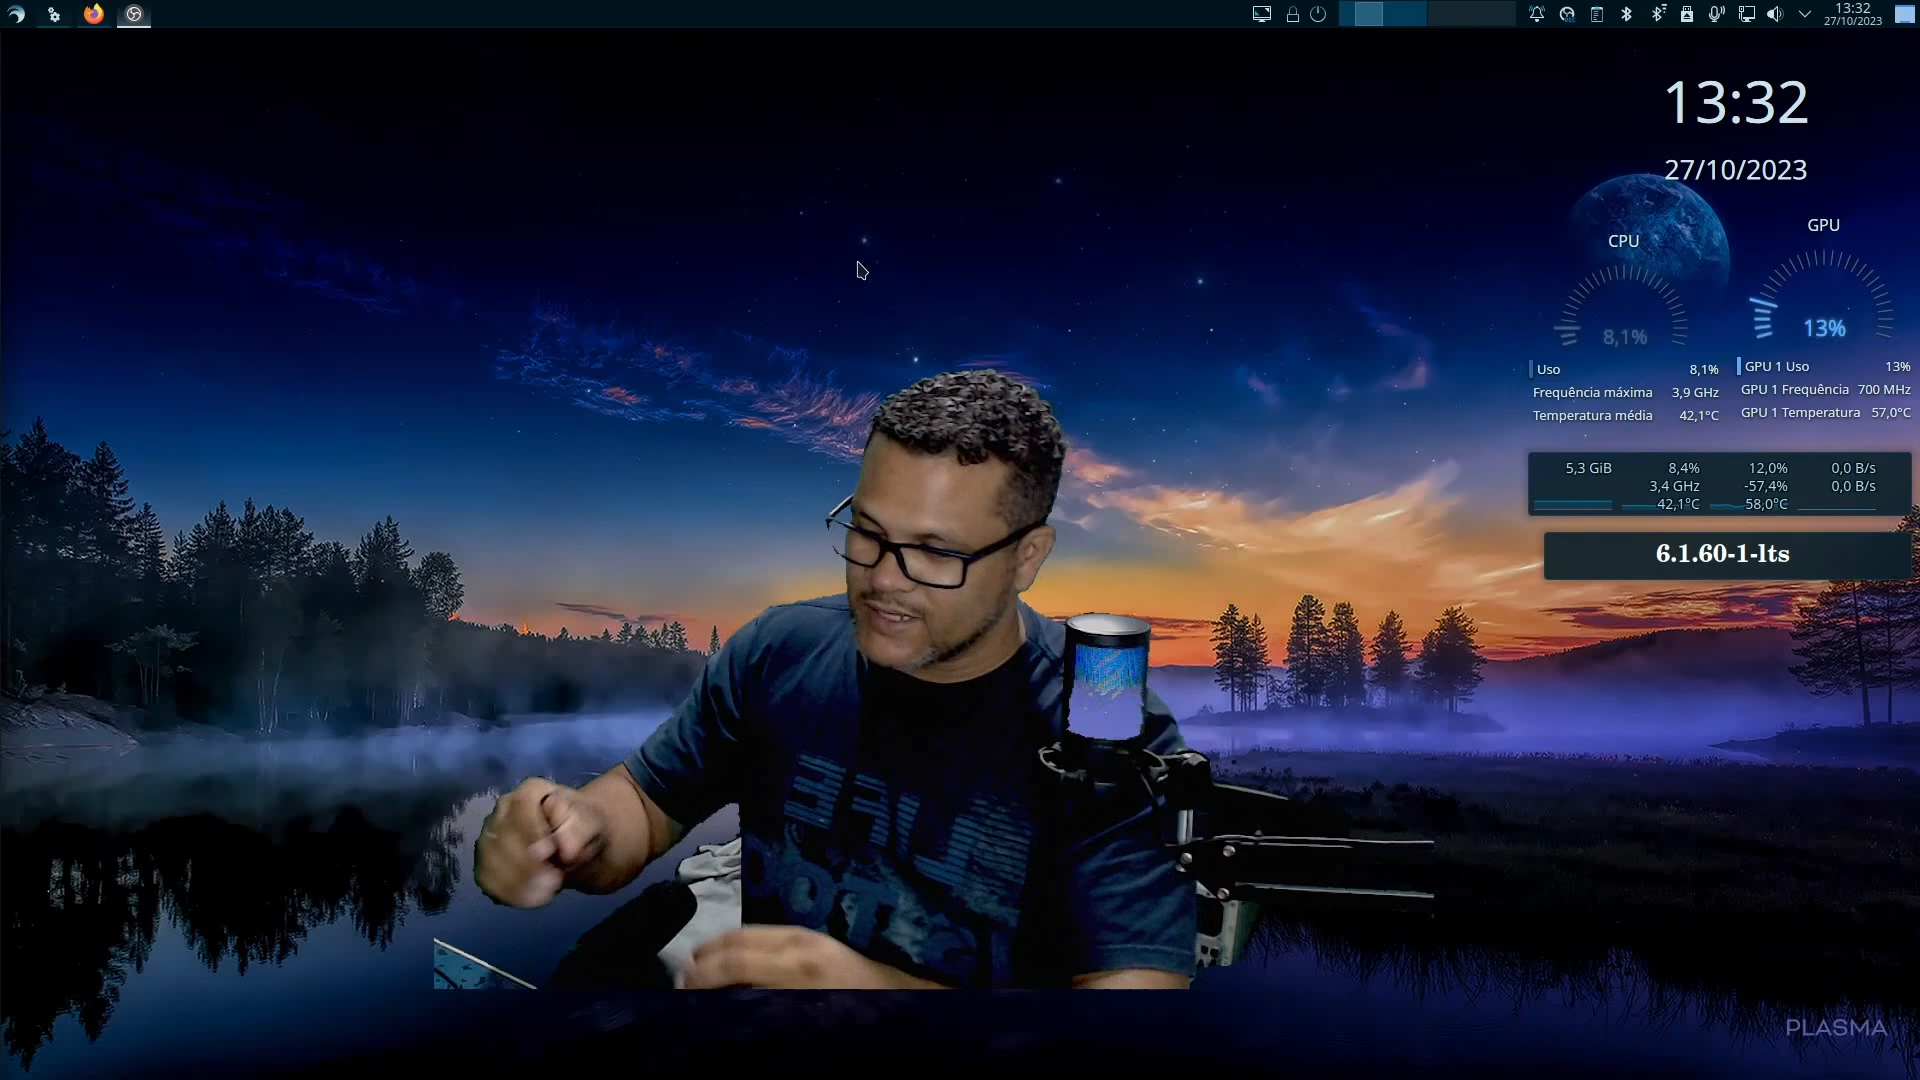 13:32
27/10/2023
13:32
27/10/2023
CPU
8,1%
Uso 8,1%
Frequência máxima 3,9 GHz
Temperatura média 42,1°C
GPU
13%
GPU 1 Uso 13%
GPU 1 Frequência 700 MHz
GPU 1 Temperatura 57,0°C
5,3 GiB 8,4% 12,0% 0,0 B/s
3,4 GHz -57,4% 0,0 B/s
42,1°C 58,0°C
6.1.60-1-lts
PLASMA